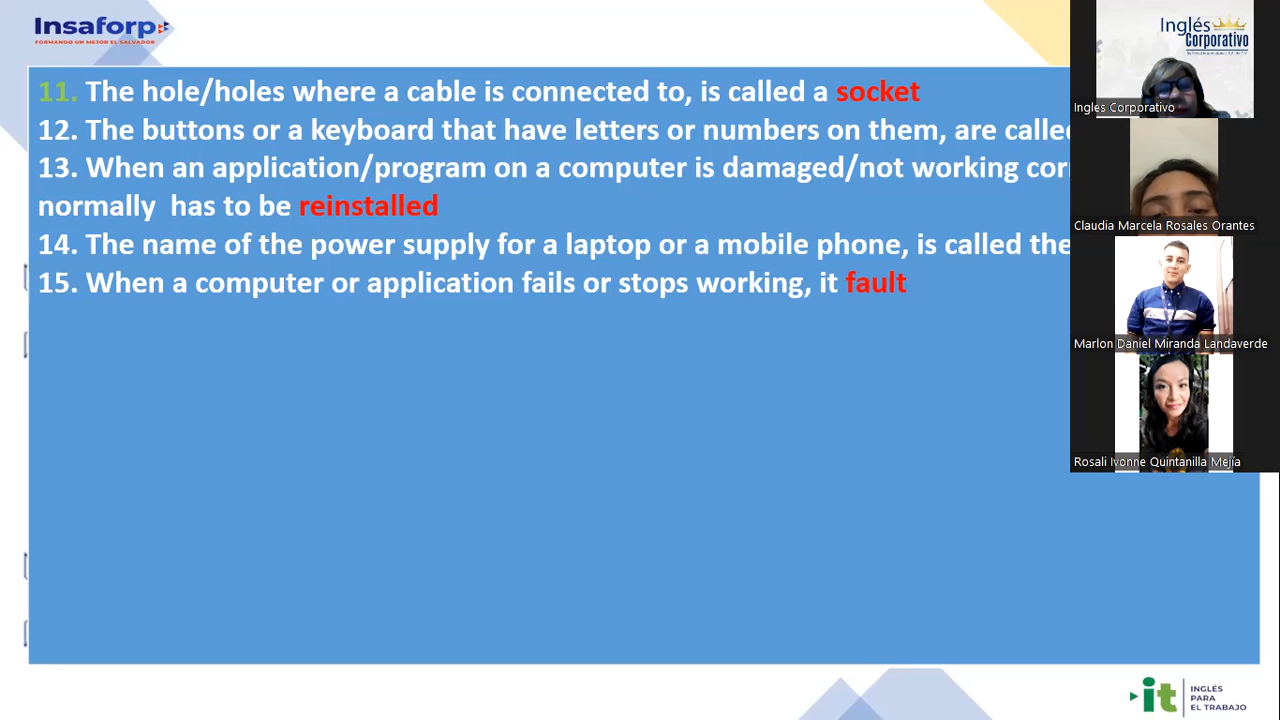 Insaforp
FORMANDO UN MEJOR EL SALVADOR
11. The hole/holes where a cable is connected to, is called a socket
12. The buttons or a keyboard that have letters or numbers on them, are called
13. When an application/program on a computer is damaged/not working
normally has to be reinstalled
14. The name of the power supply for a laptop or a mobile phone, is called the
15. When a computer or application fails or stops working, it fault
Inglés
Corporativo
Ingles Corporativo
Claudia Marcela Rosales Orantes
Marlon Daniel Miranda Landaverde
Rosali Ivonne Quintanilla Mejía
it
INGLÉS
PARA
EL TRABAJO